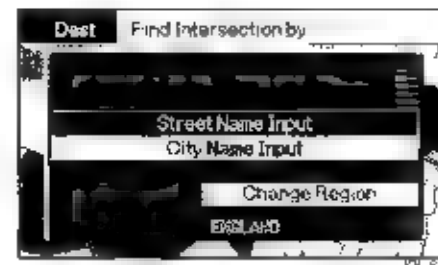 Dest Find Intersection by
Street Name Input
City Name Input
Change Region
ENGLAND